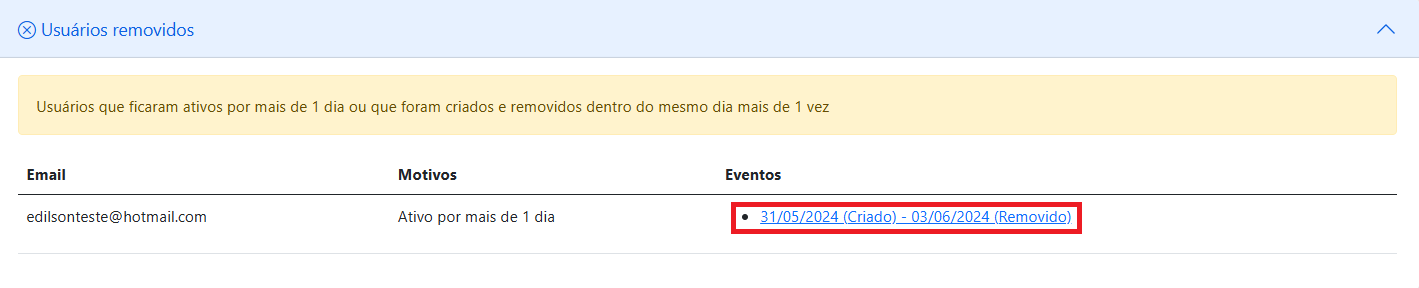 Usuários removidos
Usuários que ficaram ativos por mais de 1 dia ou que foram criados e removidos dentro do mesmo dia mais de 1 vez
Email Motivos Eventos
edilsonteste@hotmail.com Ativo por mais de 1 dia • 31/05/2024 (Criado) - 03/06/2024 (Removido)